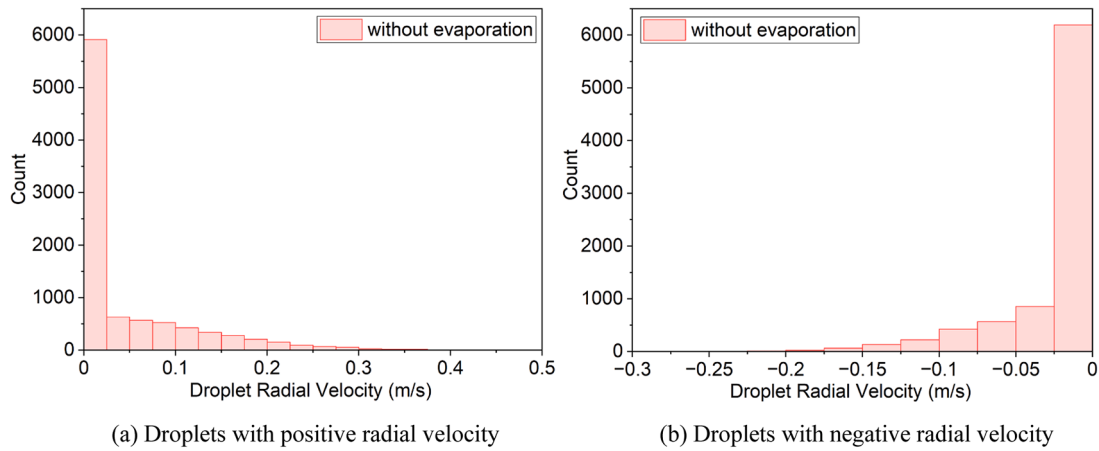 without evaporation
6000
5000
4000
3000
2000
1000
0
Count
0 0.1 0.2 0.3 0.4 0.5
Droplet Radial Velocity (m/s)
(a) Droplets with positive radial velocity
without evaporation
6000
5000
4000
3000
2000
1000
0
Count
−0.3 −0.25 −0.2 −0.15 −0.1 −0.05 0
Droplet Radial Velocity (m/s)
(b) Droplets with negative radial velocity